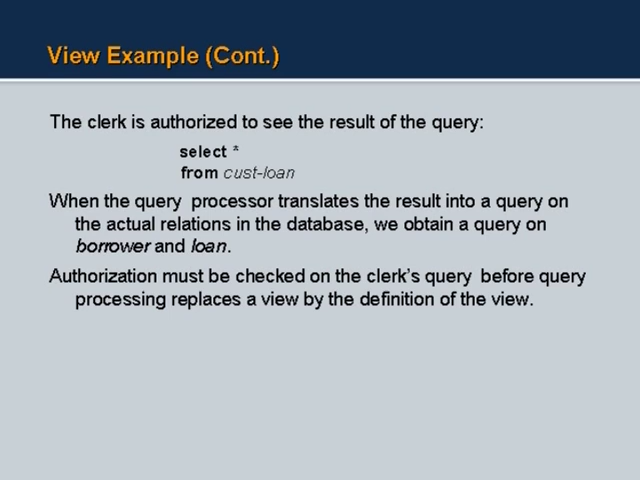 View Example (Cont.)
The clerk is authorized to see the result of the query:
select *
from cust-loan
When the query processor translates the result into a query on
the actual relations in the database, we obtain a query on
borrower and loan.
Authorization must be checked on the clerk's query before query
processing replaces a view by the definition of the view.